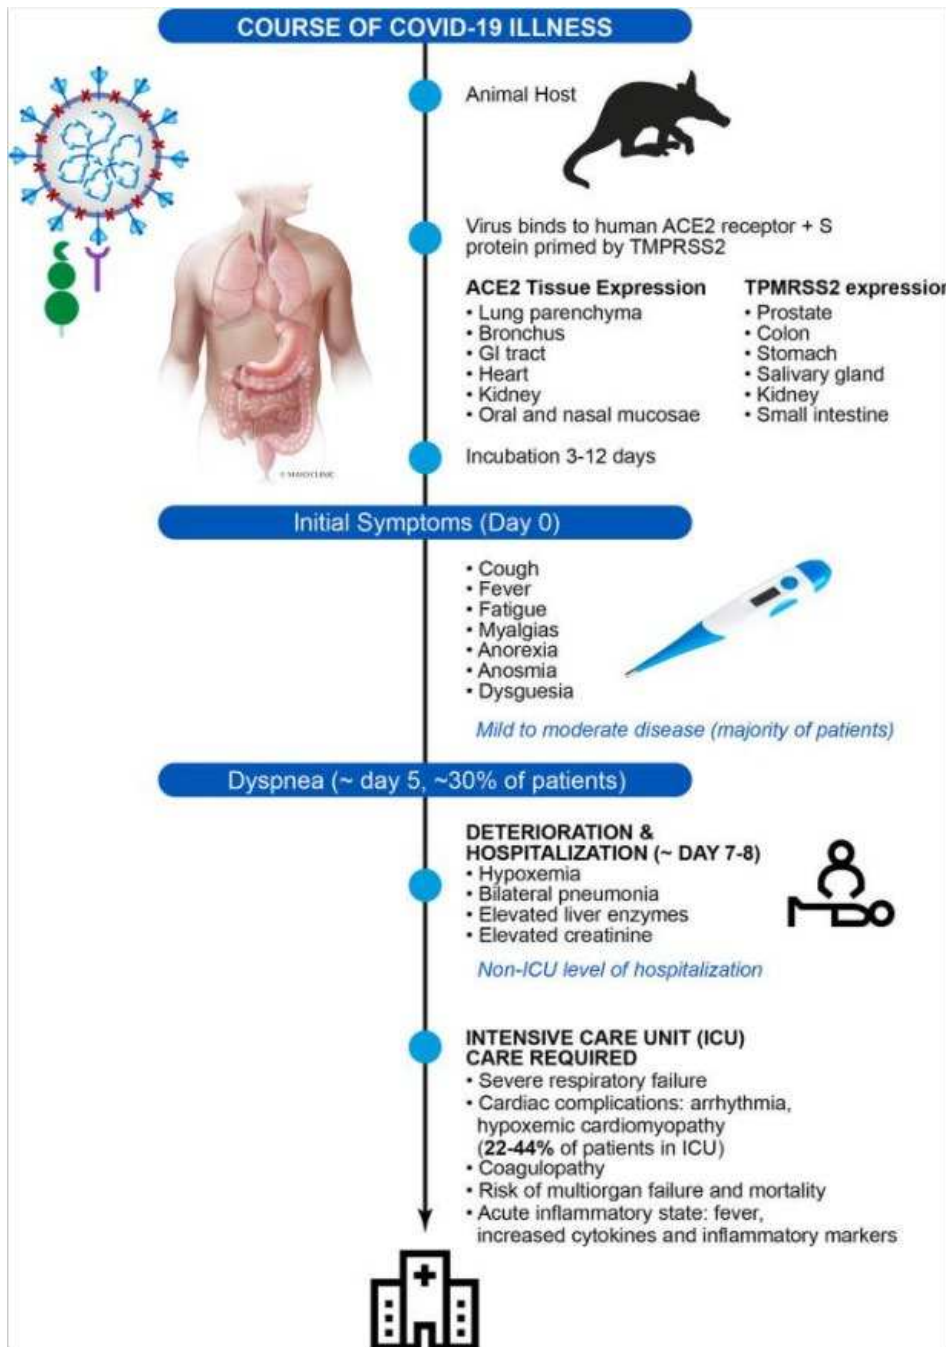 COURSE OF COVID-19 ILLNESS
Animal Host
Virus binds to human ACE2 receptor + S
protein primed by TMPRSS2
ACE2 Tissue Expression
• Lung parenchyma
• Bronchus
• GI tract
• Heart
• Kidney
• Oral and nasal mucosae
TPMRSS2 expression
• Prostate
• Colon
• Stomach
• Salivary gland
• Kidney
• Small intestine
© MAYO CLINIC
Incubation 3-12 days
Initial Symptoms (Day 0)
• Cough
• Fever
• Fatigue
• Myalgias
• Anorexia
• Anosmia
• Dysguesia
Mild to moderate disease (majority of patients)
Dyspnea (~ day 5, ~30% of patients)
DETERIORATION &
HOSPITALIZATION (~ DAY 7-8)
• Hypoxemia
• Bilateral pneumonia
• Elevated liver enzymes
• Elevated creatinine
Non-ICU level of hospitalization
INTENSIVE CARE UNIT (ICU)
CARE REQUIRED
• Severe respiratory failure
• Cardiac complications: arrhythmia,
hypoxemic cardiomyopathy
(22-44% of patients in ICU)
• Coagulopathy
• Risk of multiorgan failure and mortality
• Acute inflammatory state: fever,
increased cytokines and inflammatory markers